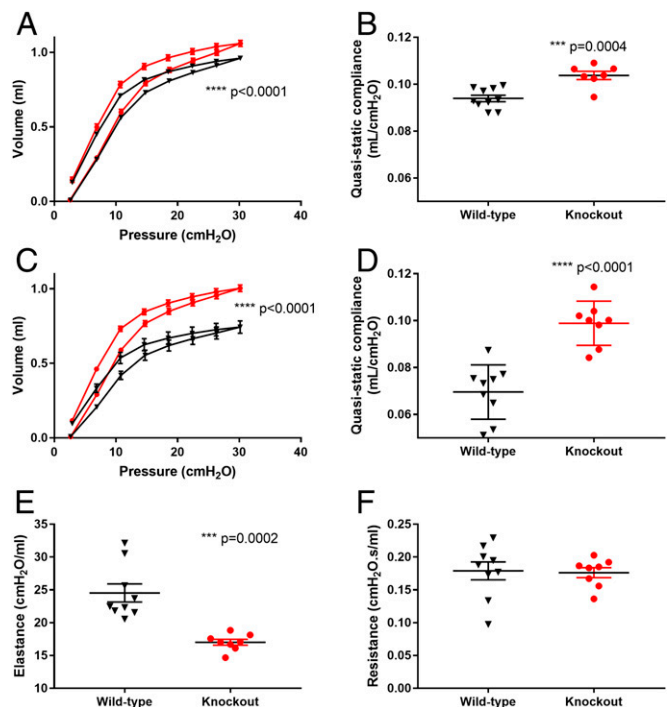 A
Volume (ml)
1.0
0.5
0.0
0
10
20
30
40
Pressure (cmH₂O)
**** p<0.0001
B
Quasi-static compliance
(mL/cmH₂O)
0.12
0.10
0.08
0.06
Wild-type
Knockout
*** p=0.0004
C
Volume (ml)
1.0
0.5
0.0
0
10
20
30
40
Pressure (cmH₂O)
**** p<0.0001
D
Quasi-static compliance
(mL/cmH₂O)
0.12
0.10
0.08
0.06
Wild-type
Knockout
**** p<0.0001
E
Elastance (cmH₂O/ml)
35
30
25
20
15
10
Wild-type
Knockout
*** p=0.0002
F
Resistance (cmH₂O.s/ml)
0.25
0.20
0.15
0.10
0.05
0.00
Wild-type
Knockout